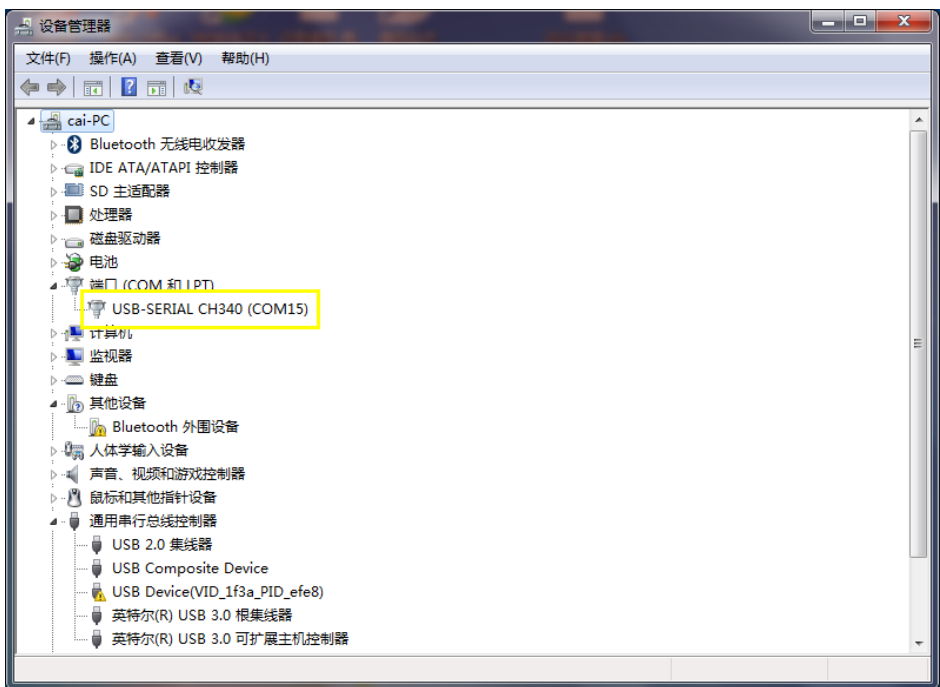 设备管理器
文件(F) 操作(A) 查看(V) 帮助(H)
cai-PC
Bluetooth 无线电收发器
IDE ATA/ATAPI 控制器
SD 主适配器
处理器
磁盘驱动器
电池
端口 (COM 和 LPT)
USB-SERIAL CH340 (COM15)
计算机
监视器
键盘
其他设备
Bluetooth 外围设备
人体学输入设备
声音、视频和游戏控制器
鼠标和其他指针设备
通用串行总线控制器
USB 2.0 集线器
USB Composite Device
USB Device(VID_1f3a_PID_efe8)
英特尔(R) USB 3.0 根集线器
英特尔(R) USB 3.0 可扩展主机控制器